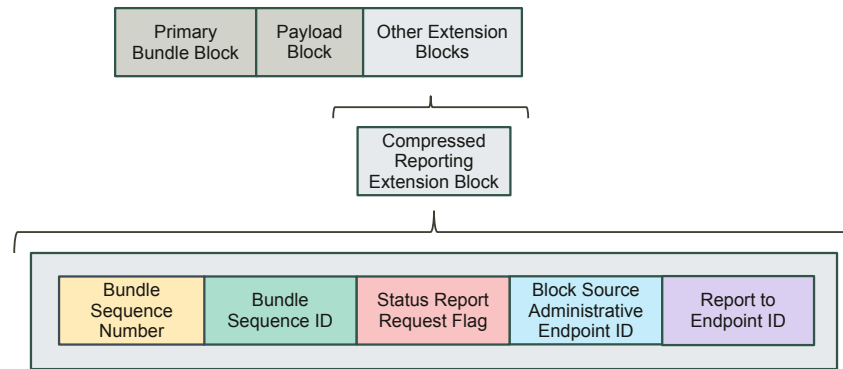 Primary
Bundle Block
Payload
Block
Other Extension
Blocks
Compressed
Reporting
Extension Block
Bundle
Sequence
Number
Bundle
Sequence ID
Status Report
Request Flag
Block Source
Administrative
Endpoint ID
Report to
Endpoint ID